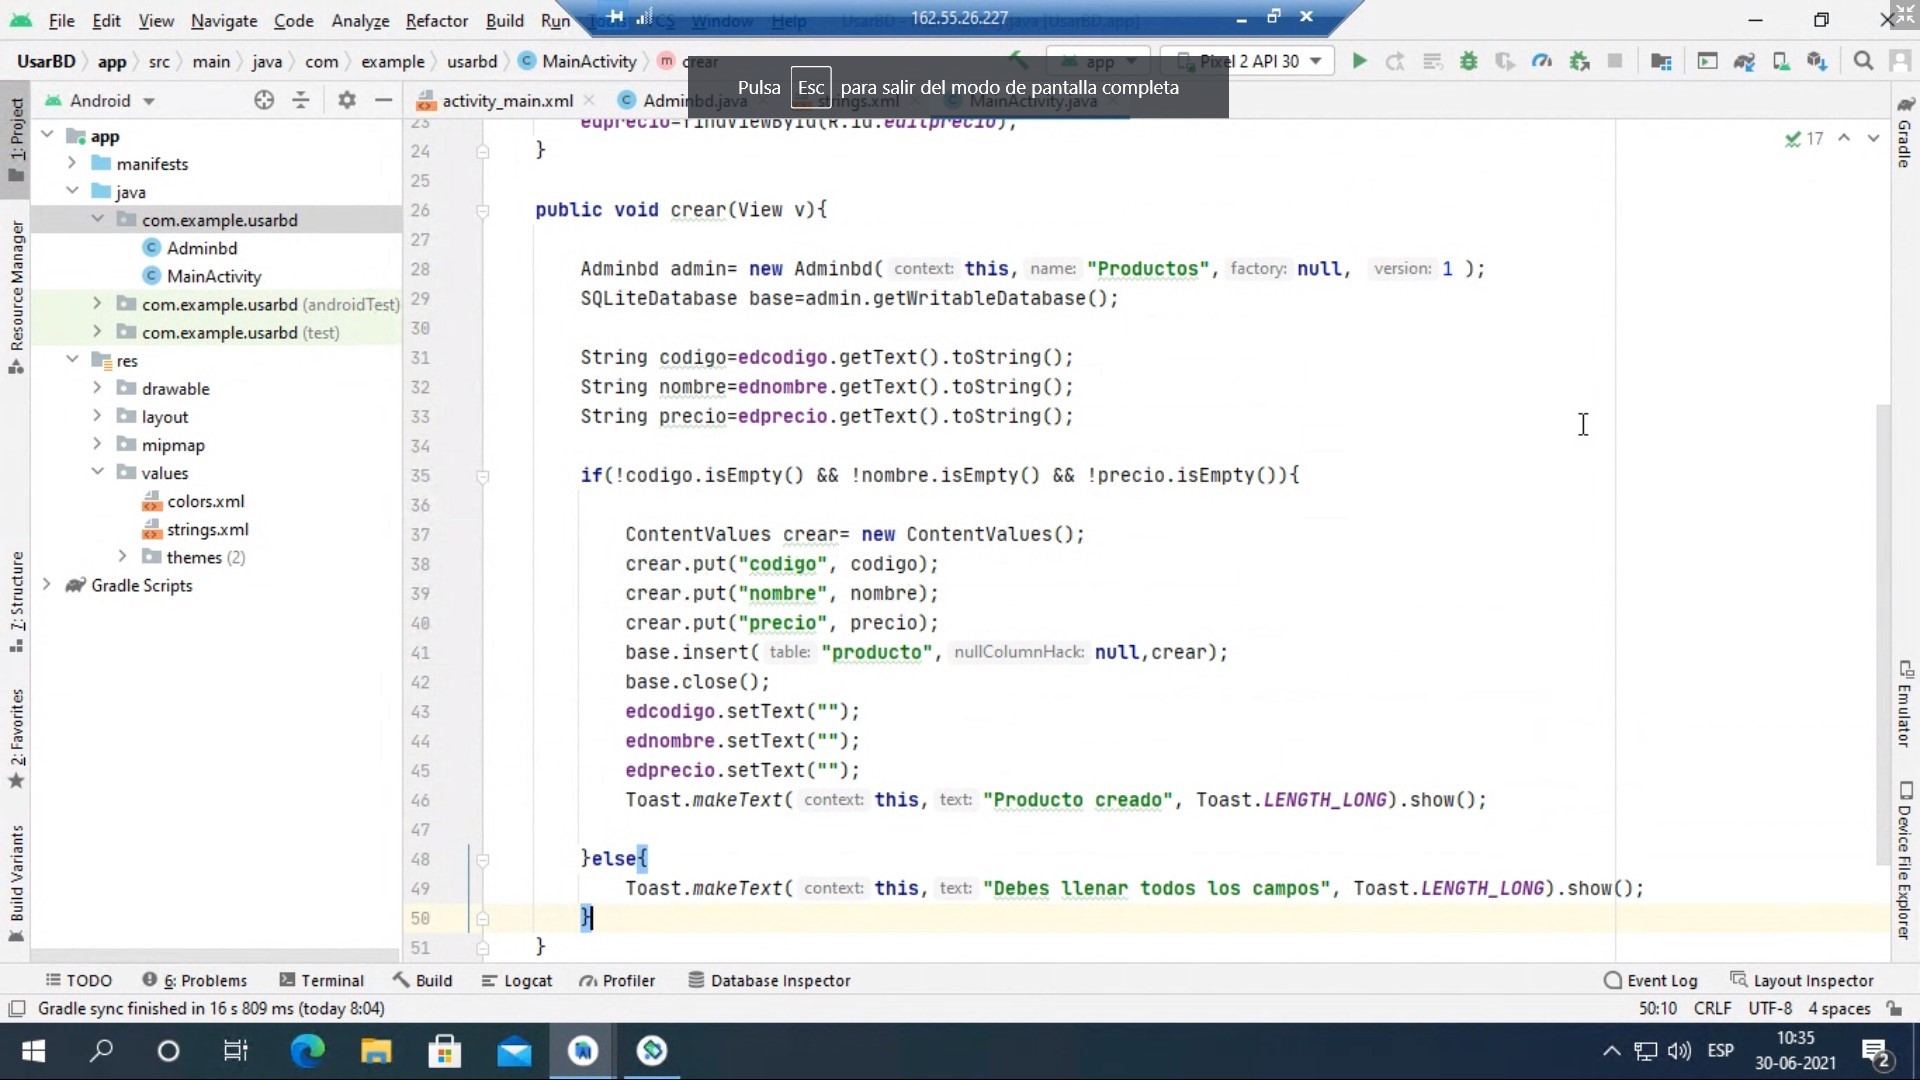 File Edit View Navigate Code Analyze Refactor Build Run Tools VCS Window Help
162.55.26.227
UsarBD app src main java com example usarbd MainActivity crear
app Pixel 2 API 30
Pulsa Esc para salir del modo de pantalla completa
Android
activity_main.xml Adminbd.java strings.xml MainActivity.java
1: Project
Resource Manager
7: Structure
2: Favorites
Build Variants
app
manifests
java
com.example.usarbd
Adminbd
MainActivity
com.example.usarbd (androidTest)
com.example.usarbd (test)
res
drawable
layout
mipmap
values
colors.xml
strings.xml
themes (2)
Gradle Scripts
17
23 edprecio=findViewById(R.id.editprecio);
24 }
25
26 public void crear(View v){
27
28 Adminbd admin= new Adminbd( context: this, name: "Productos", factory: null, version: 1 );
29 SQLiteDatabase base=admin.getWritableDatabase();
30
31 String codigo=edcodigo.getText().toString();
32 String nombre=ednombre.getText().toString();
33 String precio=edprecio.getText().toString();
34
35 if(!codigo.isEmpty() && !nombre.isEmpty() && !precio.isEmpty()){
36
37 ContentValues crear= new ContentValues();
38 crear.put("codigo", codigo);
39 crear.put("nombre", nombre);
40 crear.put("precio", precio);
41 base.insert( table: "producto", nullColumnHack: null,crear);
42 base.close();
43 edcodigo.setText("");
44 ednombre.setText("");
45 edprecio.setText("");
46 Toast.makeText( context: this, text: "Producto creado", Toast.LENGTH_LONG).show();
47
48 }else{
49 Toast.makeText( context: this, text: "Debes llenar todos los campos", Toast.LENGTH_LONG).show();
50 }
51 }
Gradle
Emulator
Device File Explorer
TODO 6: Problems Terminal Build Logcat Profiler Database Inspector Event Log Layout Inspector
Gradle sync finished in 16 s 809 ms (today 8:04) 50:10 CRLF UTF-8 4 spaces
ESP
10:35
30-06-2021
2